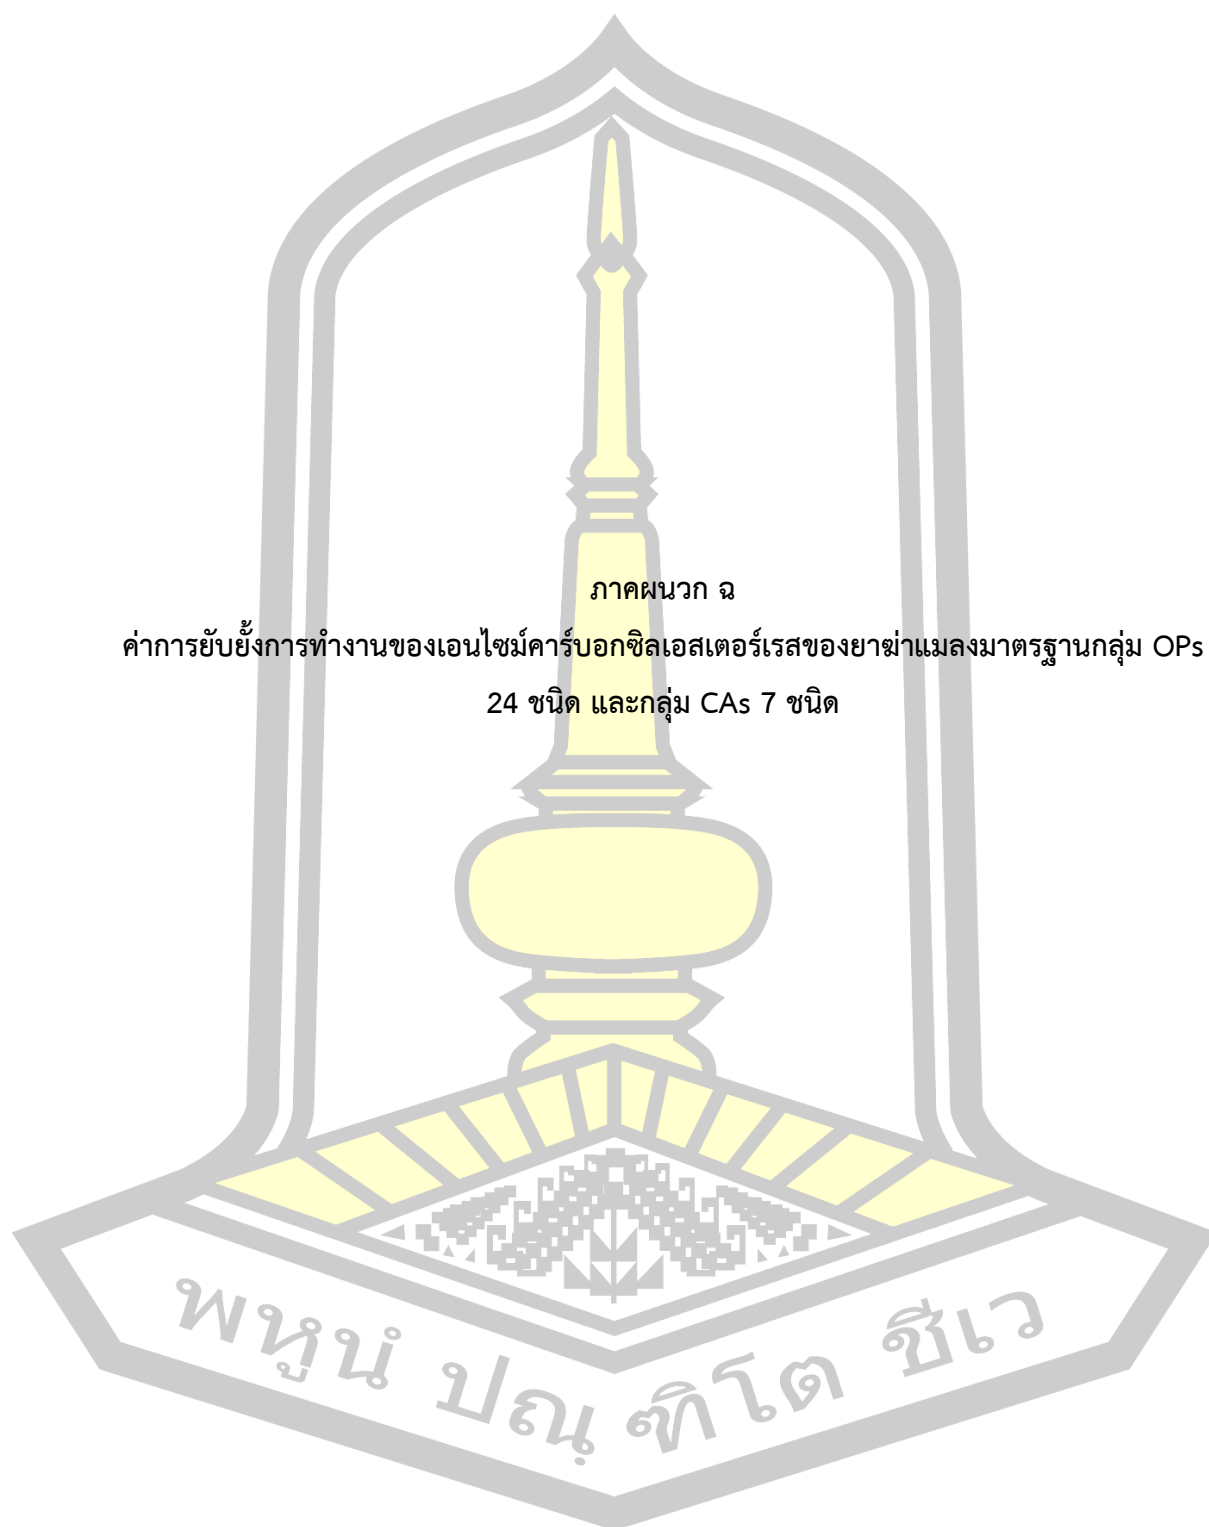 ภาคผนวก ฉ
ค่าการยับยั้งการทำงานของเอนไซม์คาร์บอกซิลเอสเตอร์เรสของยาฆ่าแมลงมาตรฐานกลุ่ม OPs
24 ชนิด และกลุ่ม CAs 7 ชนิด
พหูนํ ปณฺฑิโต ชีเว